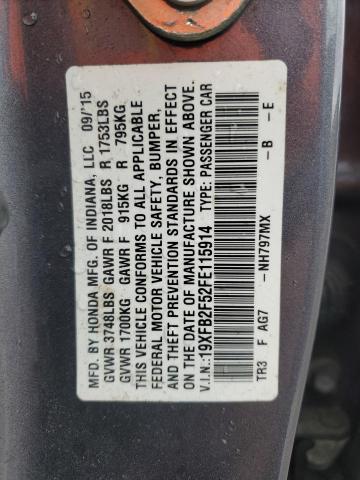 MFD. BY HONDA MFG. OF INDIANA, LLC 09/'15
GVWR 3748LBS GAWR F 2018LBS R 1753LBS
GVWR 1700KG GAWR F 915KG R 795KG
THIS VEHICLE CONFORMS TO ALL APPLICABLE
FEDERAL MOTOR VEHICLE SAFETY, BUMPER,
AND THEFT PREVENTION STANDARDS IN EFFECT
ON THE DATE OF MANUFACTURE SHOWN ABOVE.
V.I.N.:19XFB2F52FE115914 TYPE: PASSENGER CAR
TR3 F AG7 -NH797MX -B -E